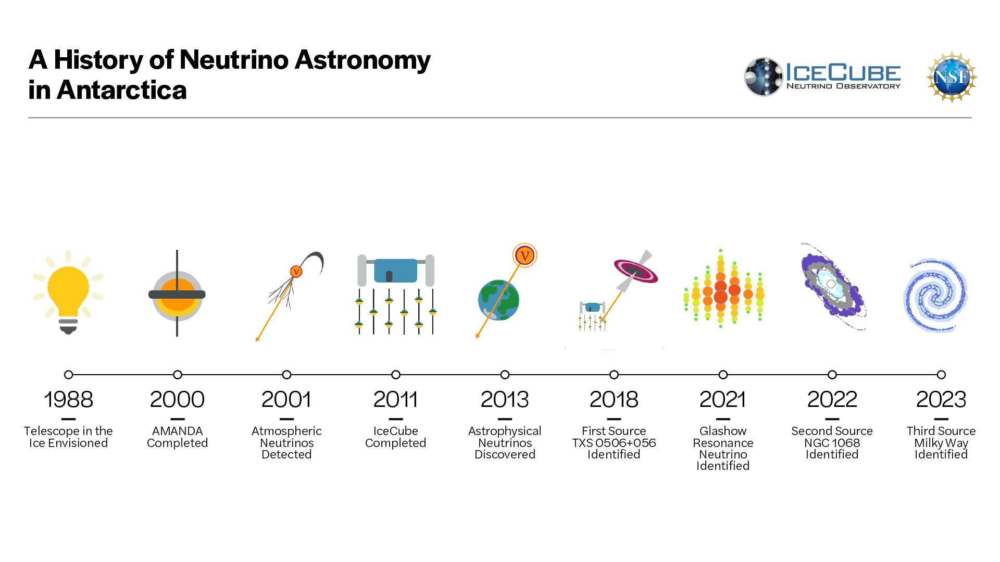 A History of Neutrino Astronomy
in Antarctica
ICECUBE
NEUTRINO OBSERVATORY
NSF
ν
V
1988
Telescope in the
Ice Envisioned
2000
AMANDA
Completed
2001
Atmospheric
Neutrinos
Detected
2011
IceCube
Completed
2013
Astrophysical
Neutrinos
Discovered
2018
First Source
TXS 0506+056
Identified
2021
Glashow
Resonance
Neutrino
Identified
2022
Second Source
NGC 1068
Identified
2023
Third Source
Milky Way
Identified